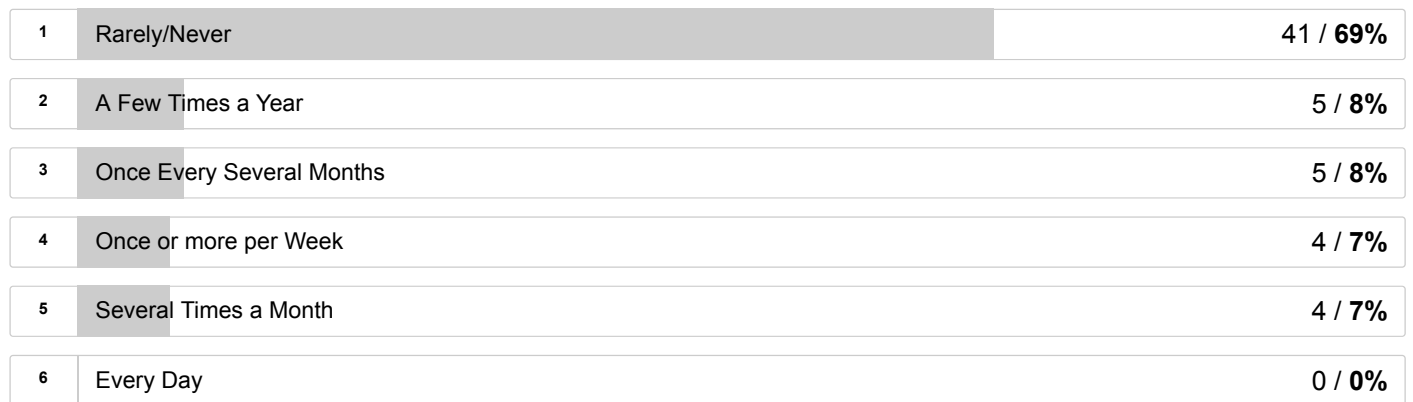 1 Rarely/Never 41 / 69%
2 A Few Times a Year 5 / 8%
3 Once Every Several Months 5 / 8%
4 Once or more per Week 4 / 7%
5 Several Times a Month 4 / 7%
6 Every Day 0 / 0%